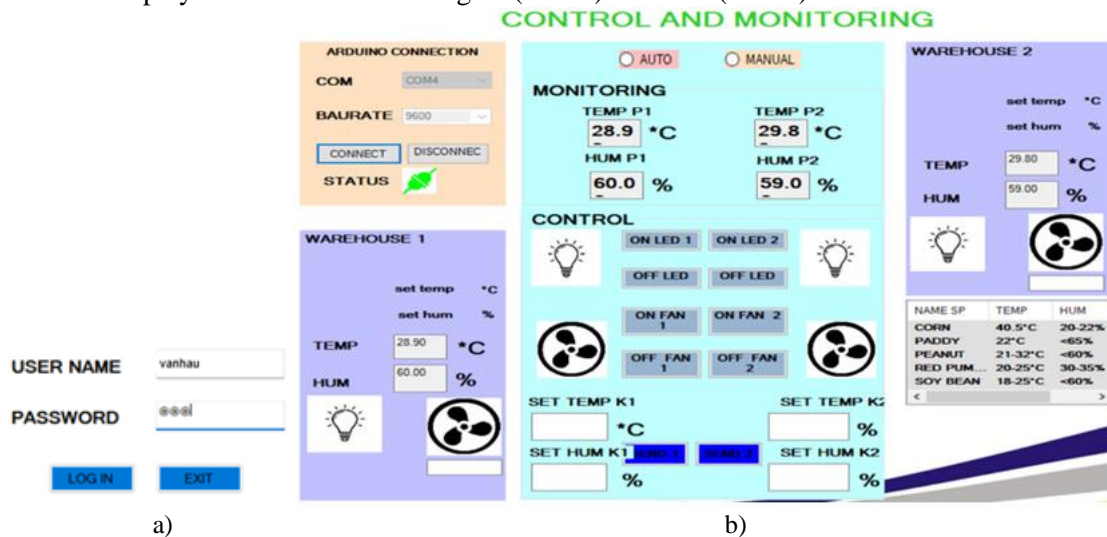 CONTROL AND MONITORING
USER NAME
vanhau
PASSWORD
LOG IN
EXIT
a)
ARDUINO CONNECTION
COM
COM4
BAURATE
9600
CONNECT
DISCONNEC
STATUS
WAREHOUSE 1
set temp *C
set hum %
TEMP
28.90
*C
HUM
60.00
%
AUTO
MANUAL
MONITORING
TEMP P1
28.9 *C
TEMP P2
29.8 *C
HUM P1
60.0 %
HUM P2
59.0 %
CONTROL
ON LED 1
ON LED 2
OFF LED
OFF LED
ON FAN
1
ON FAN 2
OFF FAN
1
OFF FAN
2
SET TEMP K1
*C
SET TEMP K2
%
SET HUM K1
%
SEND 1
SEND 2
SET HUM K2
%
WAREHOUSE 2
set temp *C
set hum %
TEMP
29.80
*C
HUM
59.00
%
NAME SP TEMP HUM
CORN 40.5*C 20-22%
PADDY 22*C <65%
PEANUT 21-32*C <60%
RED PUM... 20-25*C 30-35%
SOY BEAN 18-25*C <60%
b)